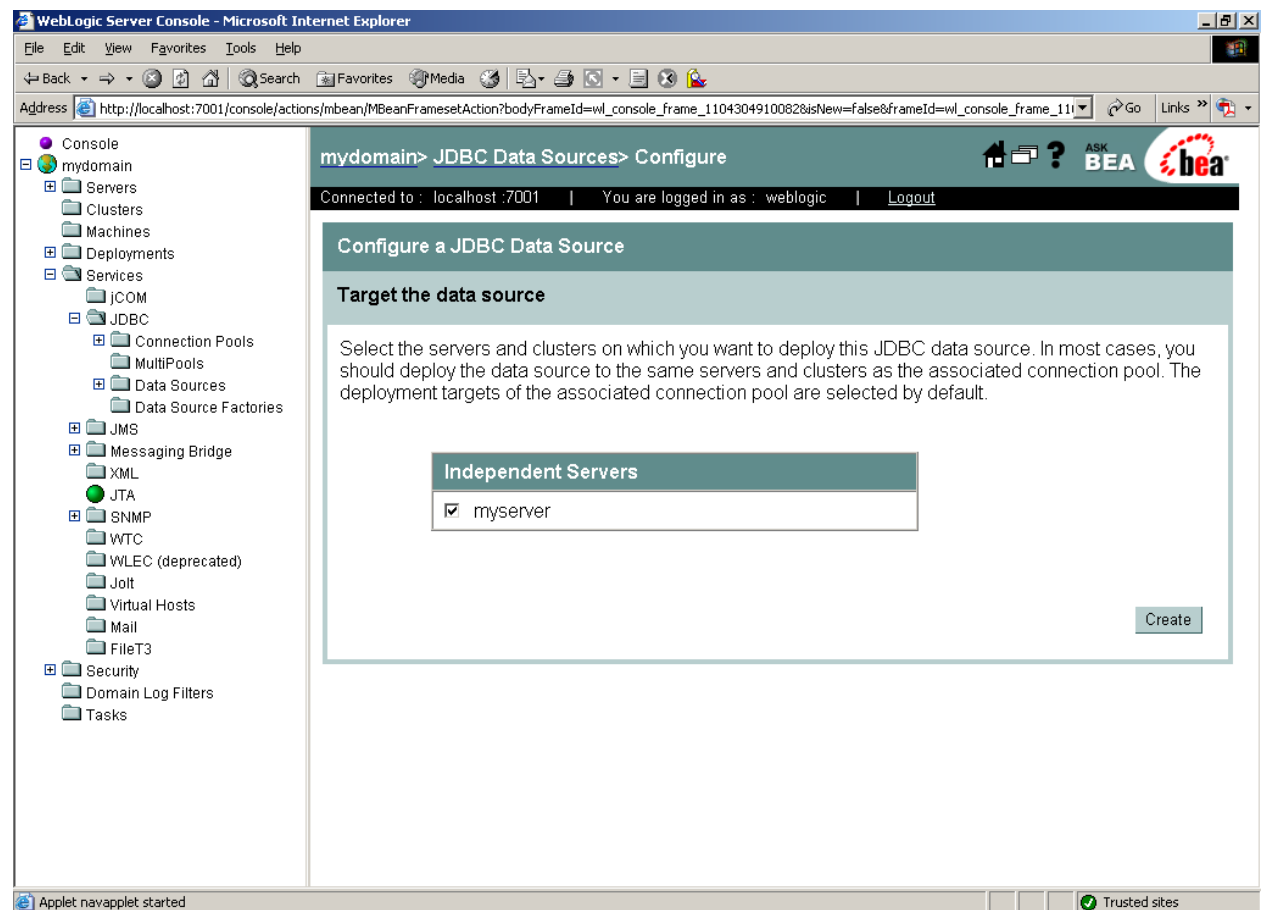 WebLogic Server Console - Microsoft Internet Explorer
File Edit View Favorites Tools Help
Back Search Favorites Media
Address http://localhost:7001/console/actions/mbean/MBeanFramesetAction?bodyFrameId=wl_console_frame_1104304910082&isNew=false&frameId=wl_console_frame_11 Go Links »
Console
mydomain
Servers
Clusters
Machines
Deployments
Services
jCOM
JDBC
Connection Pools
MultiPools
Data Sources
Data Source Factories
JMS
Messaging Bridge
XML
JTA
SNMP
WTC
WLEC (deprecated)
Jolt
Virtual Hosts
Mail
FileT3
Security
Domain Log Filters
Tasks
mydomain> JDBC Data Sources> Configure
? ASK BEA bea
Connected to : localhost :7001 | You are logged in as : weblogic | Logout
Configure a JDBC Data Source
Target the data source
Select the servers and clusters on which you want to deploy this JDBC data source. In most cases, you
should deploy the data source to the same servers and clusters as the associated connection pool. The
deployment targets of the associated connection pool are selected by default.
Independent Servers
myserver
Create
Applet navapplet started Trusted sites